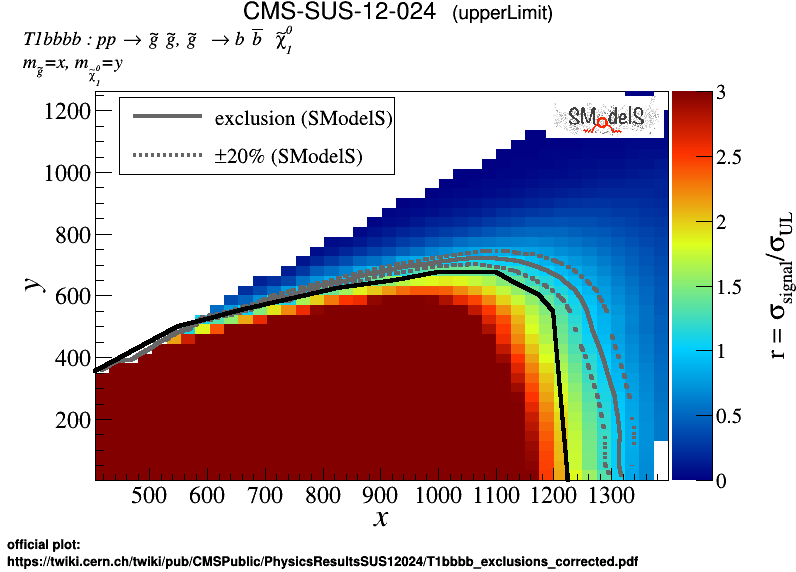 CMS-SUS-12-024 (upperLimit)
T1bbbb : pp → g̃ g̃, g̃ → b b̅ χ̃₁⁰
m_g̃=x, m_χ̃₁⁰=y
exclusion (SModelS)
±20% (SModelS)
SModelS
1200
1000
800
600
400
200
y
500 600 700 800 900 1000 1100 1200 1300
x
3
2.5
2
1.5
1
0.5
0
r = σ_signal/σ_UL
official plot:
https://twiki.cern.ch/twiki/pub/CMSPublic/PhysicsResultsSUS12024/T1bbbb_exclusions_corrected.pdf